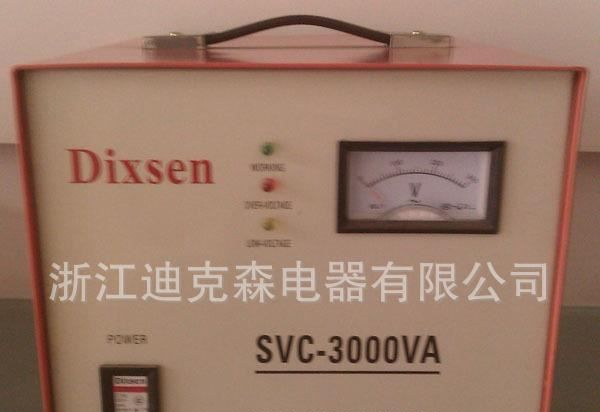 Dixsen
WORKING
OVER-VOLTAGE
LOW-VOLTAGE
V
浙江迪克森电器有限公司
POWER
SVC-3000VA
Dixsen